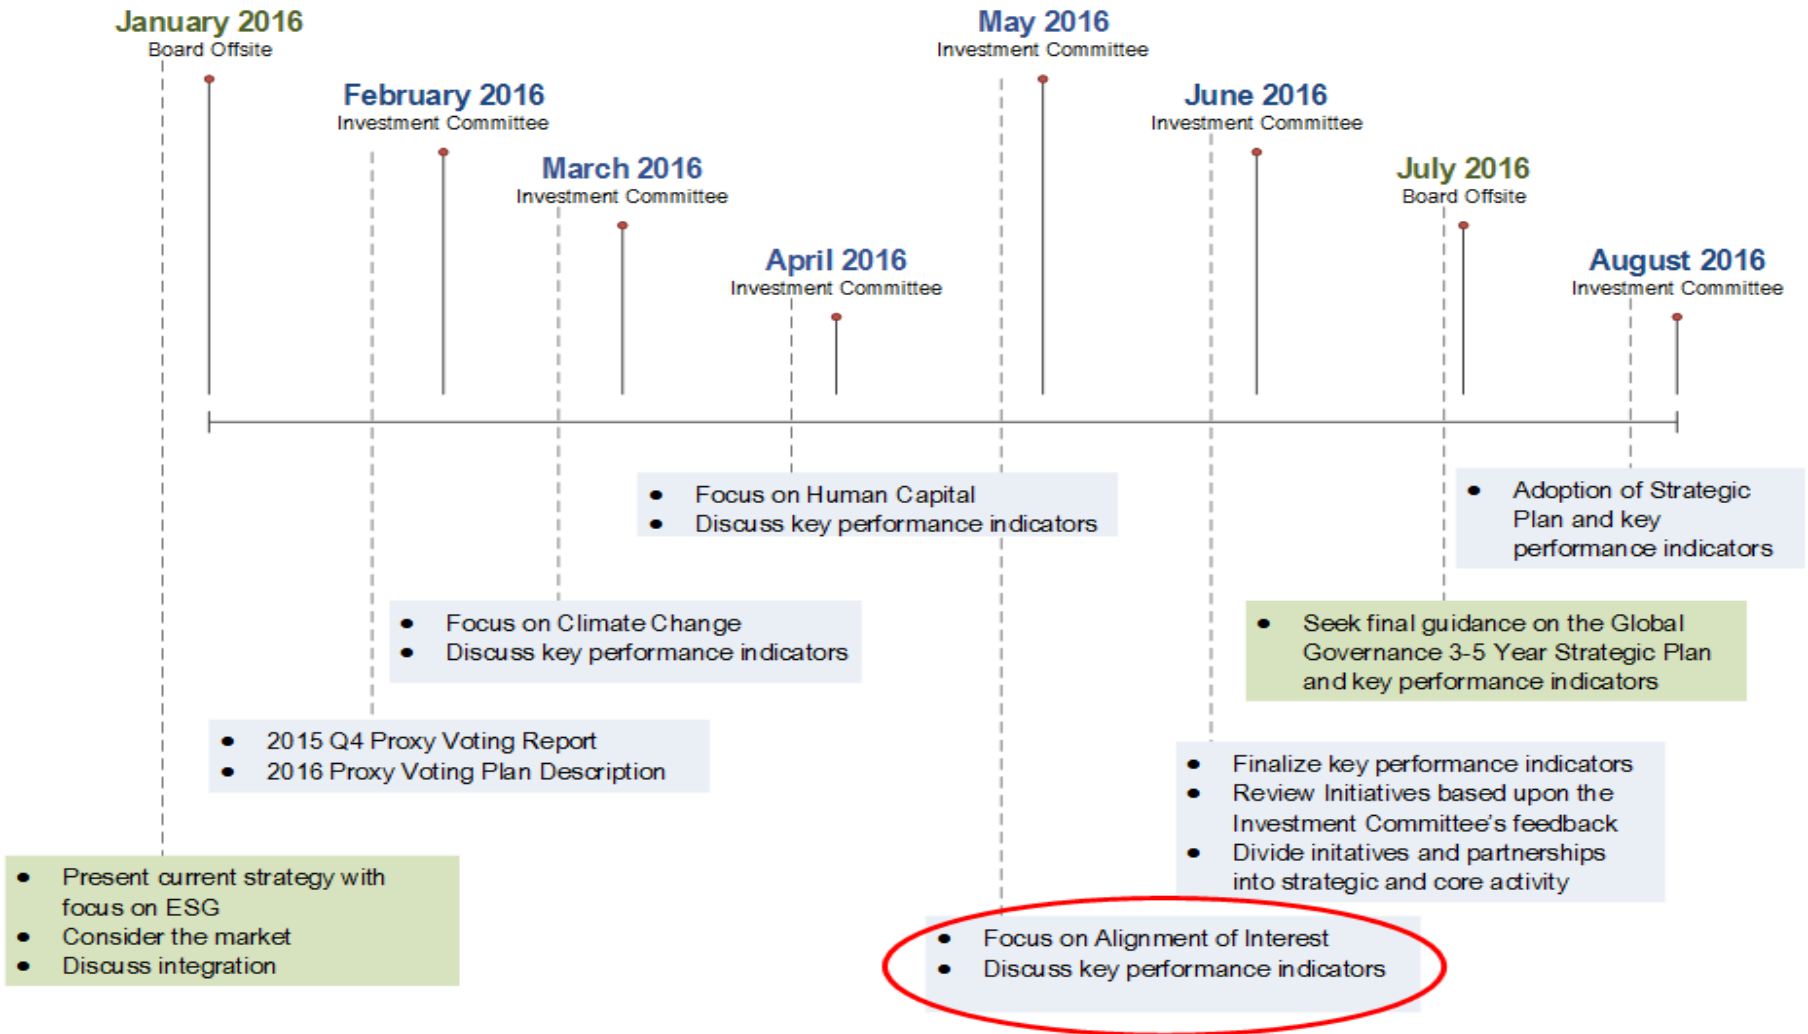 January 2016
Board Offsite
February 2016
Investment Committee
March 2016
Investment Committee
April 2016
Investment Committee
May 2016
Investment Committee
June 2016
Investment Committee
July 2016
Board Offsite
August 2016
Investment Committee
• Focus on Human Capital
• Discuss key performance indicators
• Adoption of Strategic
Plan and key
performance indicators
• Focus on Climate Change
• Discuss key performance indicators
• Seek final guidance on the Global
Governance 3-5 Year Strategic Plan
and key performance indicators
• 2015 Q4 Proxy Voting Report
• 2016 Proxy Voting Plan Description
• Finalize key performance indicators
• Review Initiatives based upon the
Investment Committee's feedback
• Divide initatives and partnerships
into strategic and core activity
• Present current strategy with
focus on ESG
• Consider the market
• Discuss integration
• Focus on Alignment of Interest
• Discuss key performance indicators